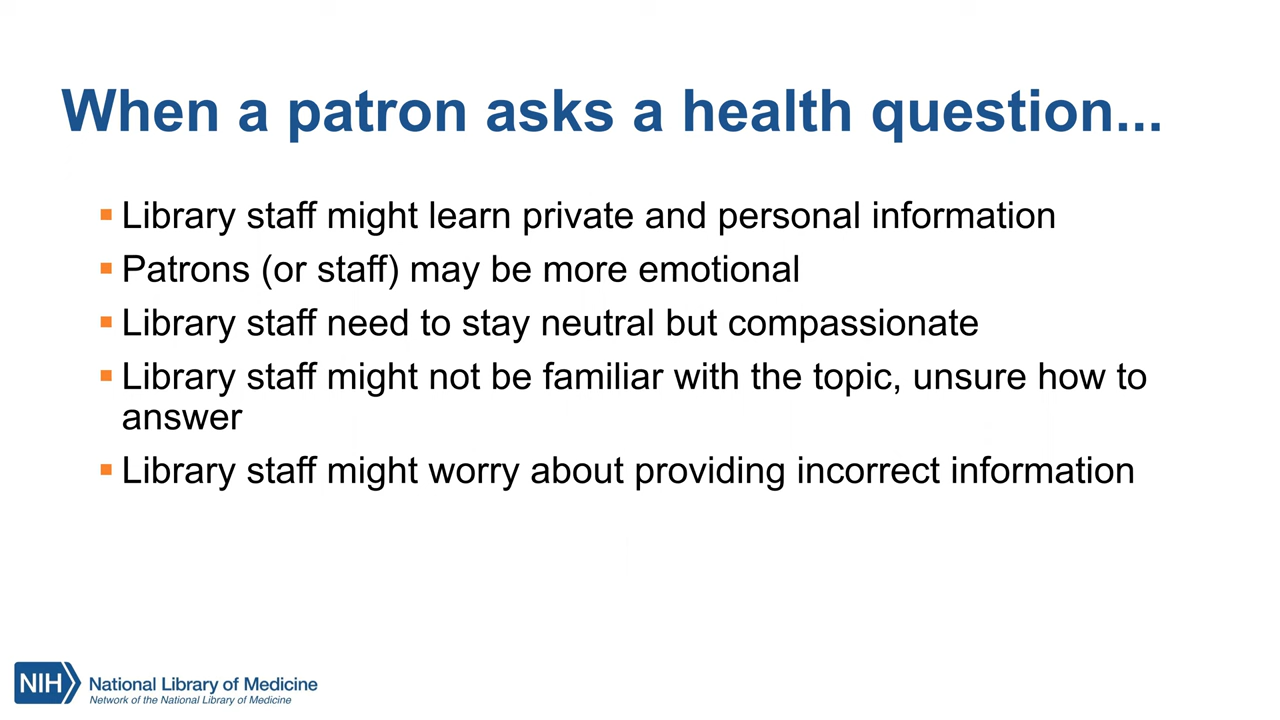 When a patron asks a health question...
Library staff might learn private and personal information
Patrons (or staff) may be more emotional
Library staff need to stay neutral but compassionate
Library staff might not be familiar with the topic, unsure how to
answer
Library staff might worry about providing incorrect information
NIH National Library of Medicine
Network of the National Library of Medicine